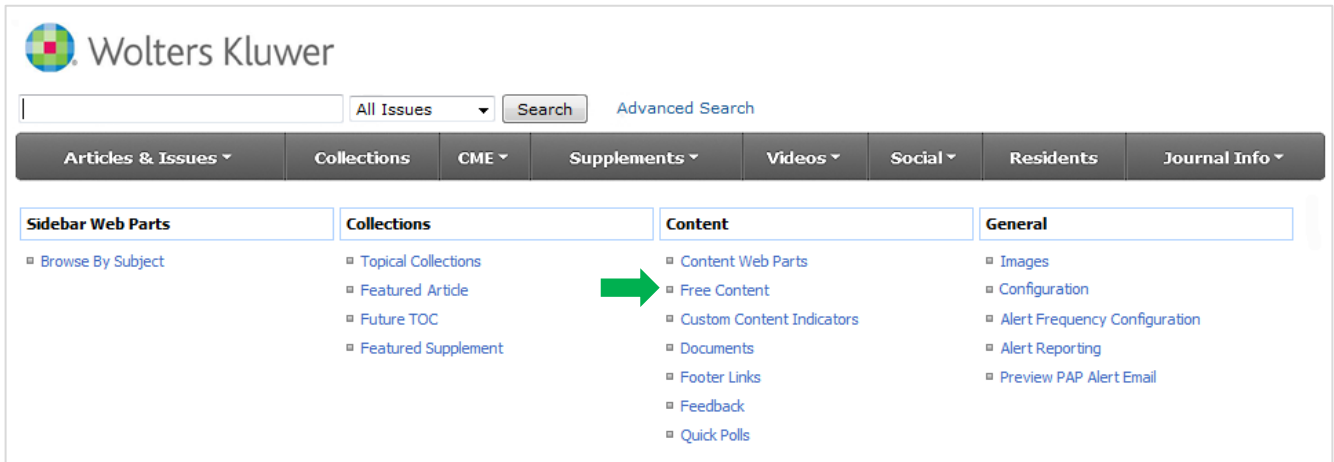 Wolters Kluwer
All Issues Search Advanced Search
Articles & Issues Collections CME Supplements Videos Social Residents Journal Info
Sidebar Web Parts
Browse By Subject
Collections
Topical Collections
Featured Article
Future TOC
Featured Supplement
Content
Content Web Parts
Free Content
Custom Content Indicators
Documents
Footer Links
Feedback
Quick Polls
General
Images
Configuration
Alert Frequency Configuration
Alert Reporting
Preview PAP Alert Email